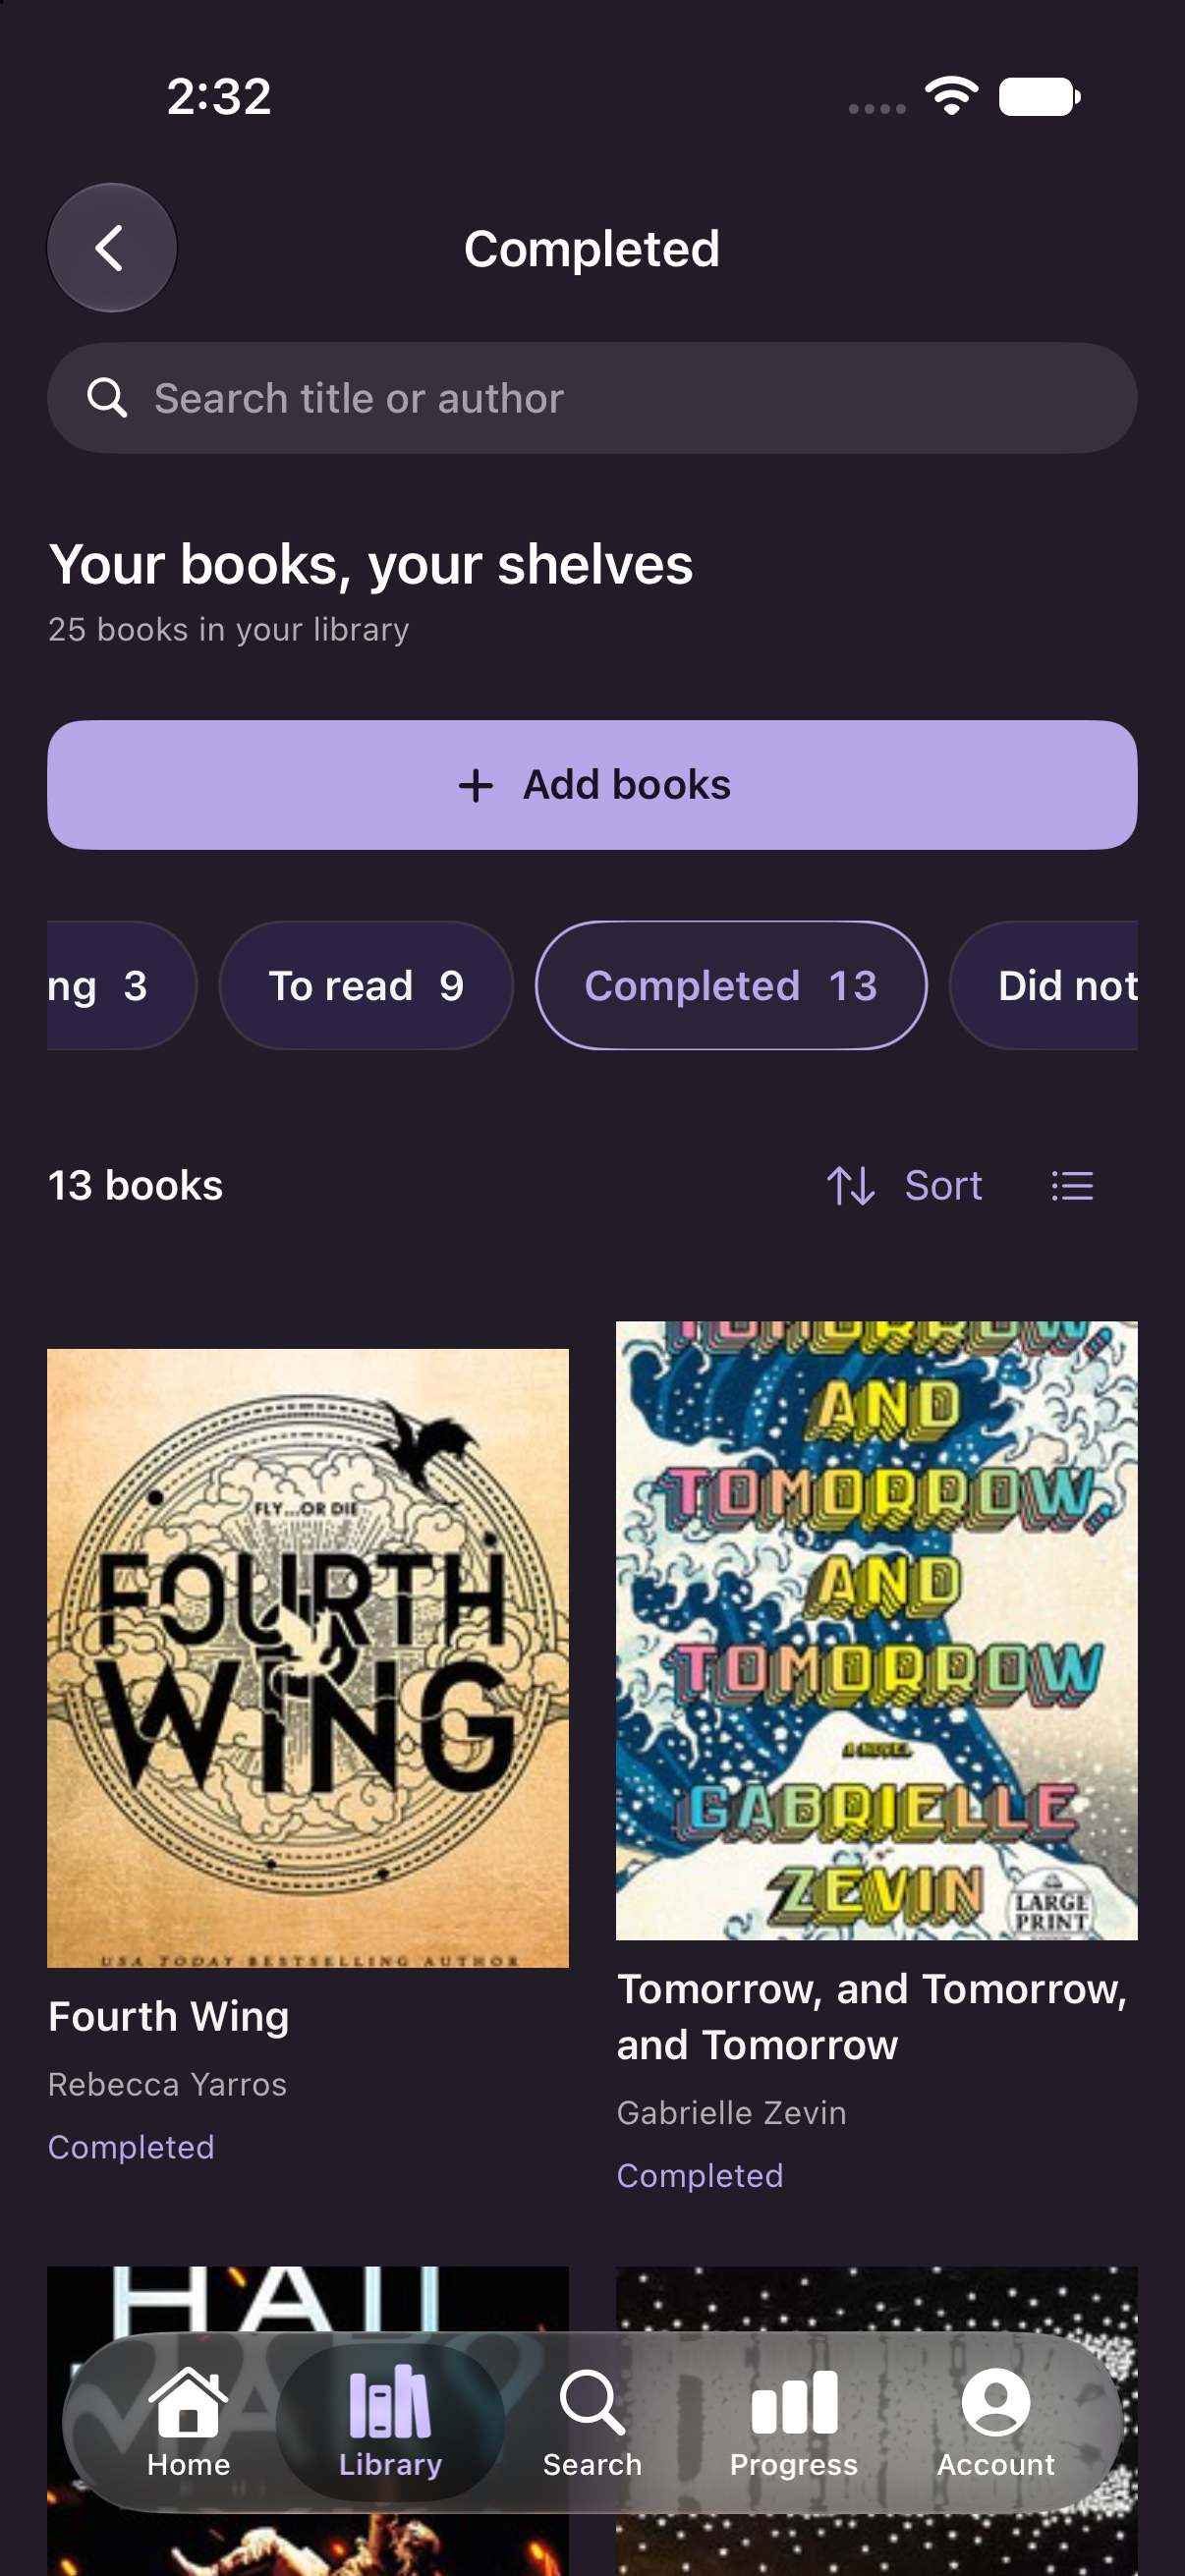 2:32
Completed
Search title or author
Your books, your shelves
25 books in your library
+ Add books
ng 3
To read 9
Completed 13
Did not
13 books
Sort
FLY...OR DIE
FOURTH
WING
USA TODAY BESTSELLING AUTHOR
Fourth Wing
Rebecca Yarros
Completed
TOMORROW,
AND
TOMORROW,
AND
TOMORROW
A NOVEL
GABRIELLE
ZEVIN
LARGE
PRINT
Tomorrow, and Tomorrow,
and Tomorrow
Gabrielle Zevin
Completed
HAIL
Home
Library
Search
Progress
Account